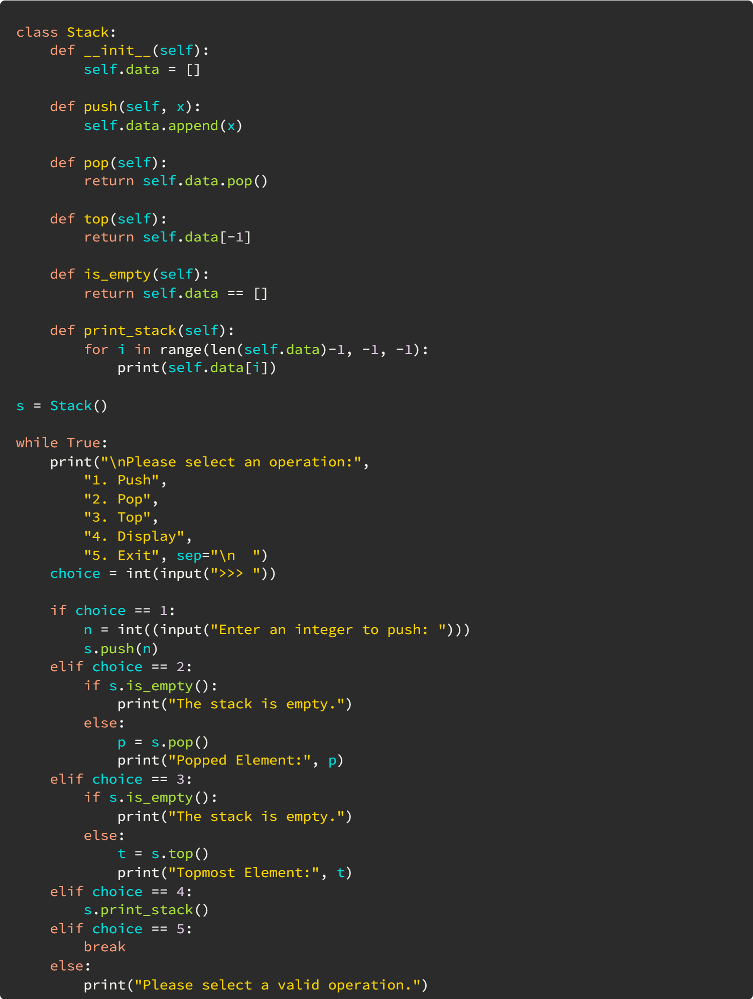 class Stack:
    def __init__(self):
        self.data = []

    def push(self, x):
        self.data.append(x)

    def pop(self):
        return self.data.pop()

    def top(self):
        return self.data[-1]

    def is_empty(self):
        return self.data == []

    def print_stack(self):
        for i in range(len(self.data)-1, -1, -1):
            print(self.data[i])

s = Stack()

while True:
    print("\nPlease select an operation:",
        "1. Push",
        "2. Pop",
        "3. Top",
        "4. Display",
        "5. Exit", sep="\n  ")
    choice = int(input(">>> "))

    if choice == 1:
        n = int((input("Enter an integer to push: ")))
        s.push(n)
    elif choice == 2:
        if s.is_empty():
            print("The stack is empty.")
        else:
            p = s.pop()
            print("Popped Element:", p)
    elif choice == 3:
        if s.is_empty():
            print("The stack is empty.")
        else:
            t = s.top()
            print("Topmost Element:", t)
    elif choice == 4:
        s.print_stack()
    elif choice == 5:
        break
    else:
        print("Please select a valid operation.")